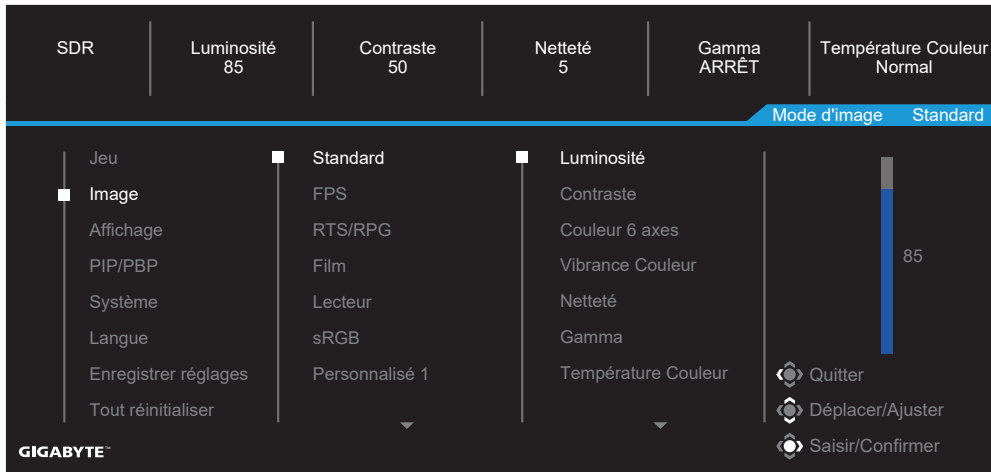 SDR
Luminosité
85
Contraste
50
Netteté
5
Gamma
ARRÊT
Température Couleur
Normal
Mode d'image Standard
Jeu
Image
Affichage
PIP/PBP
Système
Langue
Enregistrer réglages
Tout réinitialiser
Standard
FPS
RTS/RPG
Film
Lecteur
sRGB
Personnalisé 1
Luminosité
Contraste
Couleur 6 axes
Vibrance Couleur
Netteté
Gamma
Température Couleur
85
Quitter
Déplacer/Ajuster
Saisir/Confirmer
GIGABYTE™